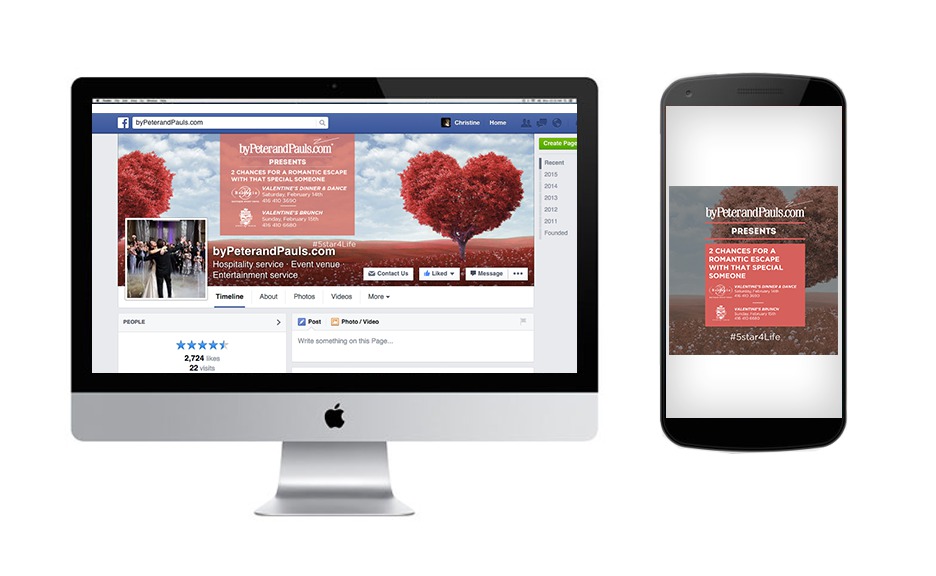 byPeterandPauls.com
Christine
Home
Create Page
byPeterandPauls.com
PRESENTS
2 CHANCES FOR A ROMANTIC ESCAPE
WITH THAT SPECIAL SOMEONE
VALENTINE'S DINNER & DANCE
Saturday, February 14th
416 410 3690
VALENTINE'S BRUNCH
Sunday, February 15th
416 410 6680
#5star4Life
byPeterandPauls.com
Hospitality service · Event venue ·
Entertainment service
Contact Us
Liked
Message
Timeline
About
Photos
Videos
More
Recent
2015
2014
2013
2012
2011
Founded
PEOPLE
2,724 likes
22 visits
Post
Photo / Video
Write something on this Page...
byPeterandPauls.com
PRESENTS
2 CHANCES FOR A
ROMANTIC ESCAPE
WITH THAT SPECIAL
SOMEONE
VALENTINE'S DINNER & DANCE
Saturday, February 14th
416 410 3690
VALENTINE'S BRUNCH
Sunday, February 15th
#5star4Life